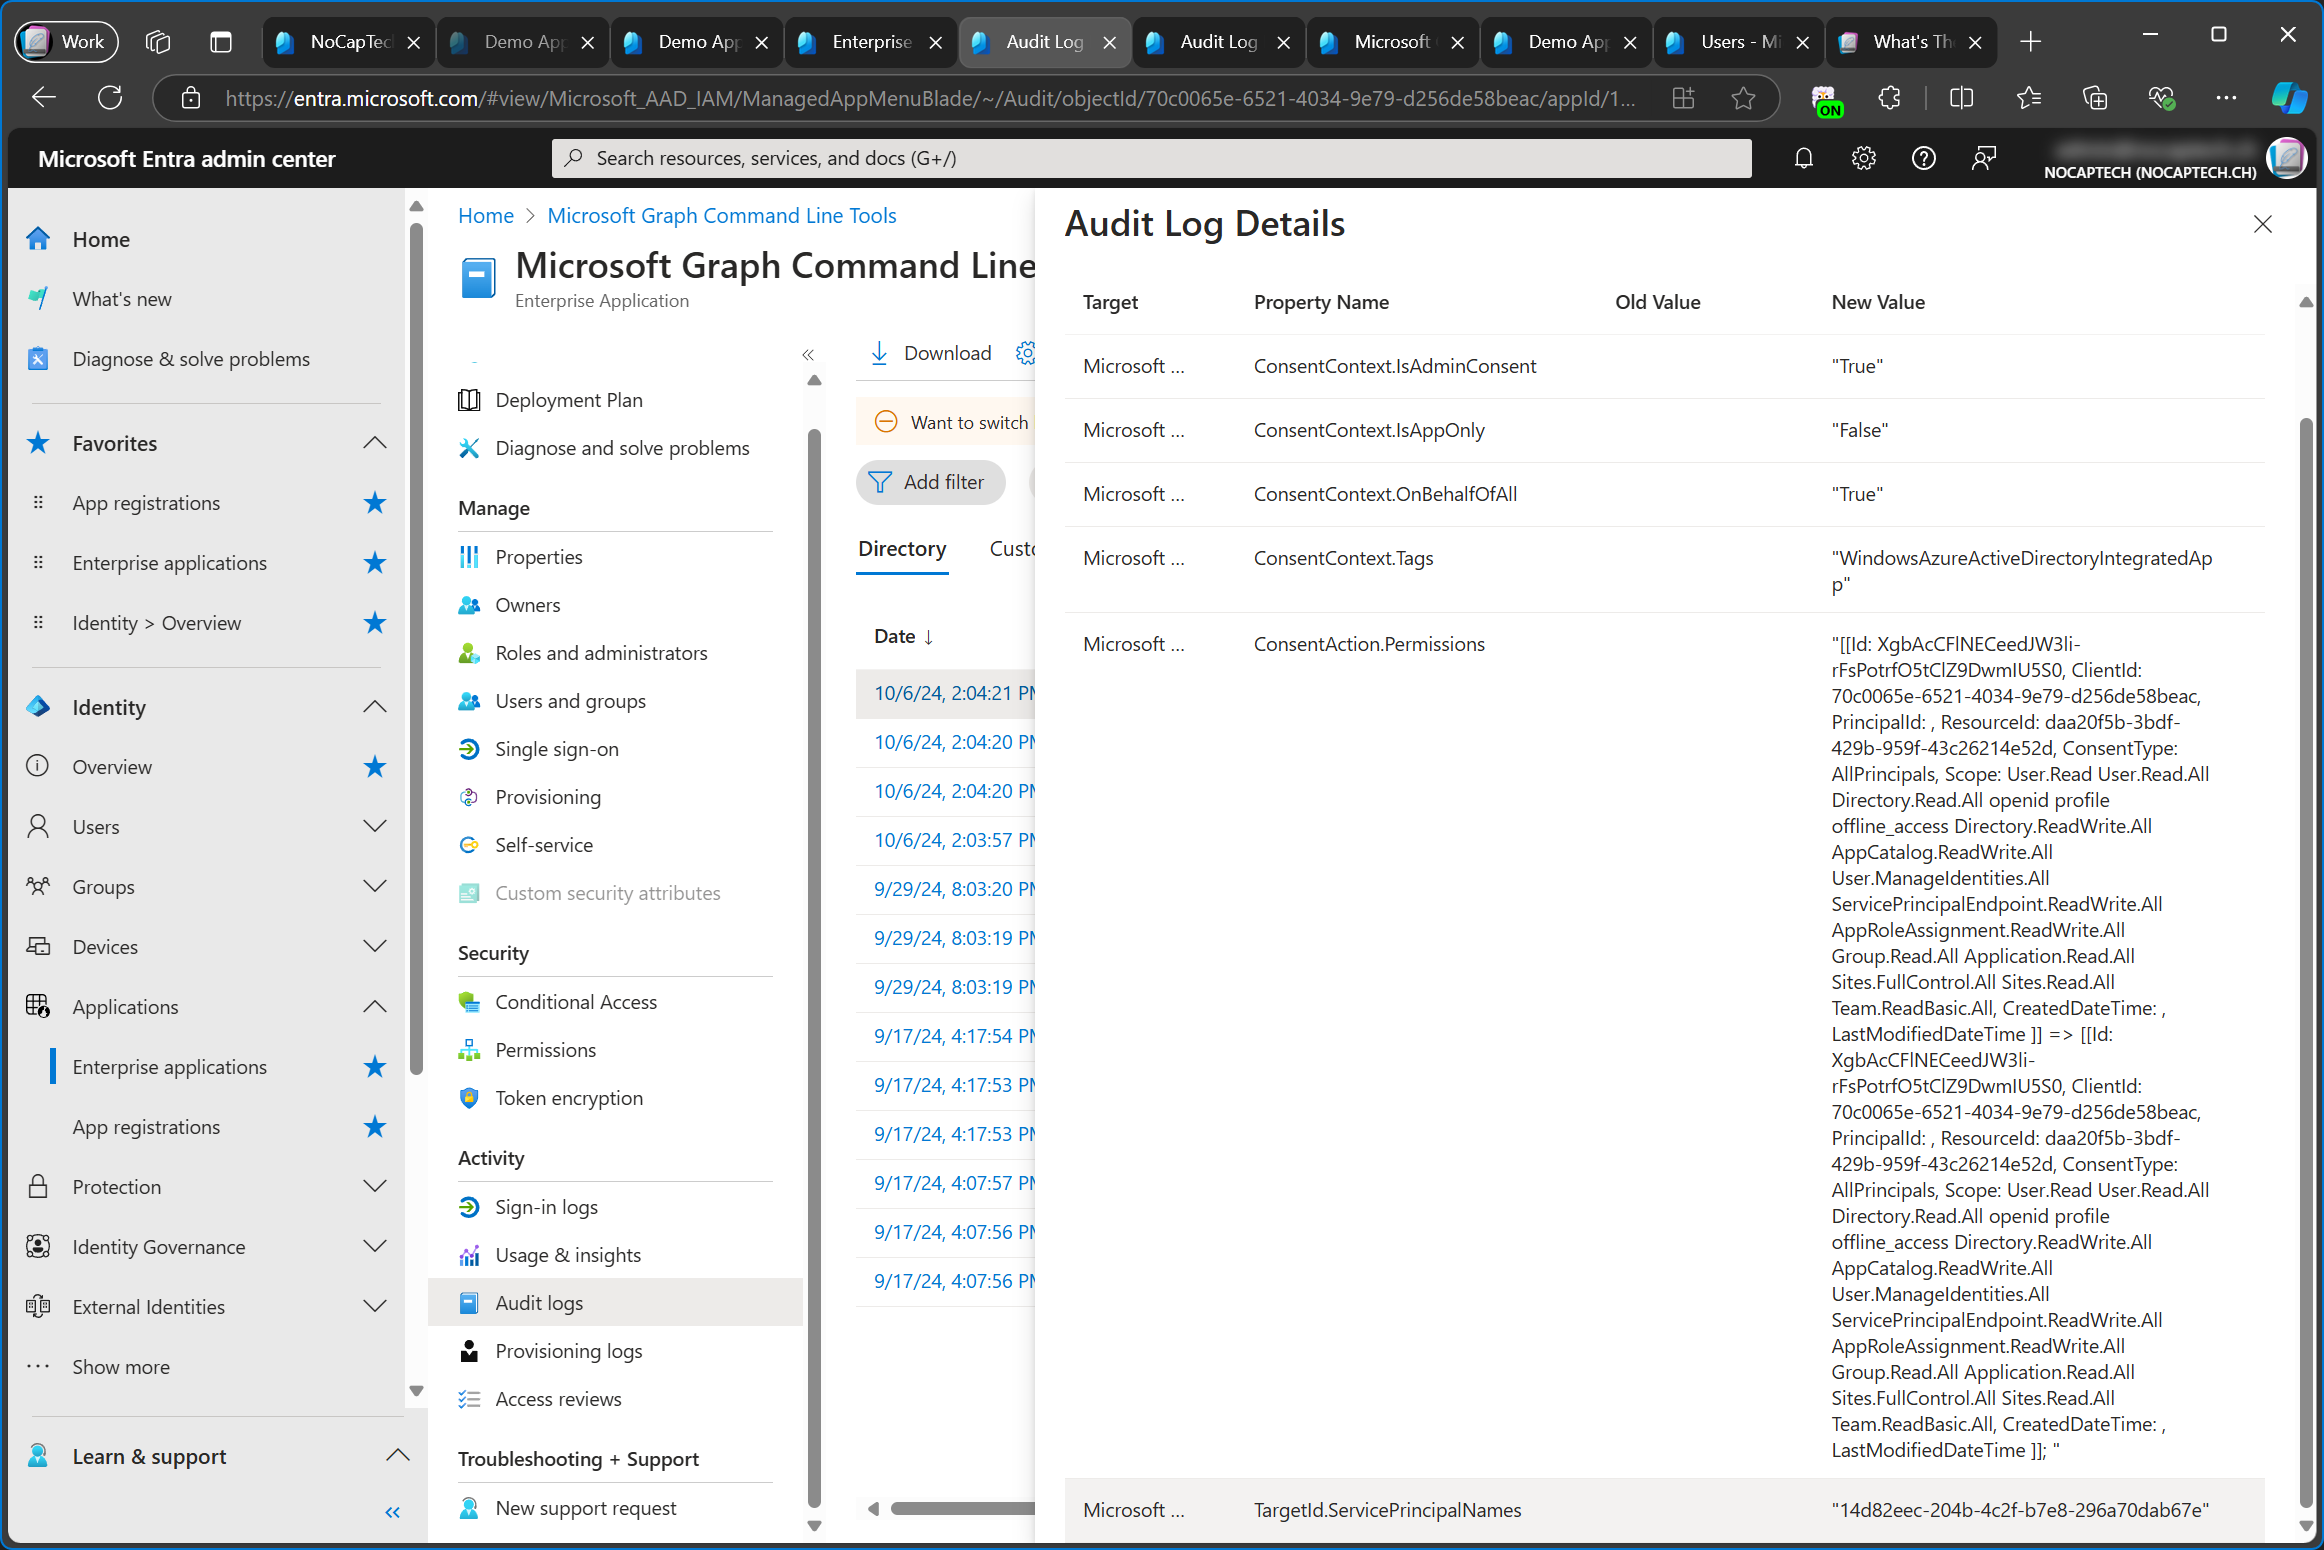 Work
NoCapTec
Demo App
Demo App
Enterprise
Audit Log
Audit Log
Microsoft
Demo App
Users - Mi
What's Th
https://entra.microsoft.com/#view/Microsoft_AAD_IAM/ManagedAppMenuBlade/~/Audit/objectId/70c0065e-6521-4034-9e79-d256de58beac/appId/1...
ON
Microsoft Entra admin center
Search resources, services, and docs (G+/)
NOCAPTECH (NOCAPTECH.CH)
Home
What's new
Diagnose & solve problems
Favorites
App registrations
Enterprise applications
Identity > Overview
Identity
Overview
Users
Groups
Devices
Applications
Enterprise applications
App registrations
Protection
Identity Governance
External Identities
Show more
Learn & support
Home > Microsoft Graph Command Line Tools
Microsoft Graph Command Line
Enterprise Application
Deployment Plan
Diagnose and solve problems
Manage
Properties
Owners
Roles and administrators
Users and groups
Single sign-on
Provisioning
Self-service
Custom security attributes
Security
Conditional Access
Permissions
Token encryption
Activity
Sign-in logs
Usage & insights
Audit logs
Provisioning logs
Access reviews
Troubleshooting + Support
New support request
Download
Want to switch
Add filter
Directory
Custo
Date ↓
10/6/24, 2:04:21 PM
10/6/24, 2:04:20 PM
10/6/24, 2:04:20 PM
10/6/24, 2:03:57 PM
9/29/24, 8:03:20 PM
9/29/24, 8:03:19 PM
9/29/24, 8:03:19 PM
9/17/24, 4:17:54 PM
9/17/24, 4:17:53 PM
9/17/24, 4:17:53 PM
9/17/24, 4:07:57 PM
9/17/24, 4:07:56 PM
9/17/24, 4:07:56 PM
Audit Log Details
Target Property Name Old Value New Value
Microsoft ... ConsentContext.IsAdminConsent "True"
Microsoft ... ConsentContext.IsAppOnly "False"
Microsoft ... ConsentContext.OnBehalfOfAll "True"
Microsoft ... ConsentContext.Tags "WindowsAzureActiveDirectoryIntegratedAp
p"
Microsoft ... ConsentAction.Permissions "[[Id: XgbAcCFlNECeedJW3li-
rFsPotrfO5tClZ9DwmIU5S0, ClientId:
70c0065e-6521-4034-9e79-d256de58beac,
PrincipalId: , ResourceId: daa20f5b-3bdf-
429b-959f-43c26214e52d, ConsentType:
AllPrincipals, Scope: User.Read User.Read.All
Directory.Read.All openid profile
offline_access Directory.ReadWrite.All
AppCatalog.ReadWrite.All
User.ManageIdentities.All
ServicePrincipalEndpoint.ReadWrite.All
AppRoleAssignment.ReadWrite.All
Group.Read.All Application.Read.All
Sites.FullControl.All Sites.Read.All
Team.ReadBasic.All, CreatedDateTime: ,
LastModifiedDateTime ]] => [[Id:
XgbAcCFlNECeedJW3li-
rFsPotrfO5tClZ9DwmIU5S0, ClientId:
70c0065e-6521-4034-9e79-d256de58beac,
PrincipalId: , ResourceId: daa20f5b-3bdf-
429b-959f-43c26214e52d, ConsentType:
AllPrincipals, Scope: User.Read User.Read.All
Directory.Read.All openid profile
offline_access Directory.ReadWrite.All
AppCatalog.ReadWrite.All
User.ManageIdentities.All
ServicePrincipalEndpoint.ReadWrite.All
AppRoleAssignment.ReadWrite.All
Group.Read.All Application.Read.All
Sites.FullControl.All Sites.Read.All
Team.ReadBasic.All, CreatedDateTime: ,
LastModifiedDateTime ]]; "
Microsoft ... TargetId.ServicePrincipalNames "14d82eec-204b-4c2f-b7e8-296a70dab67e"